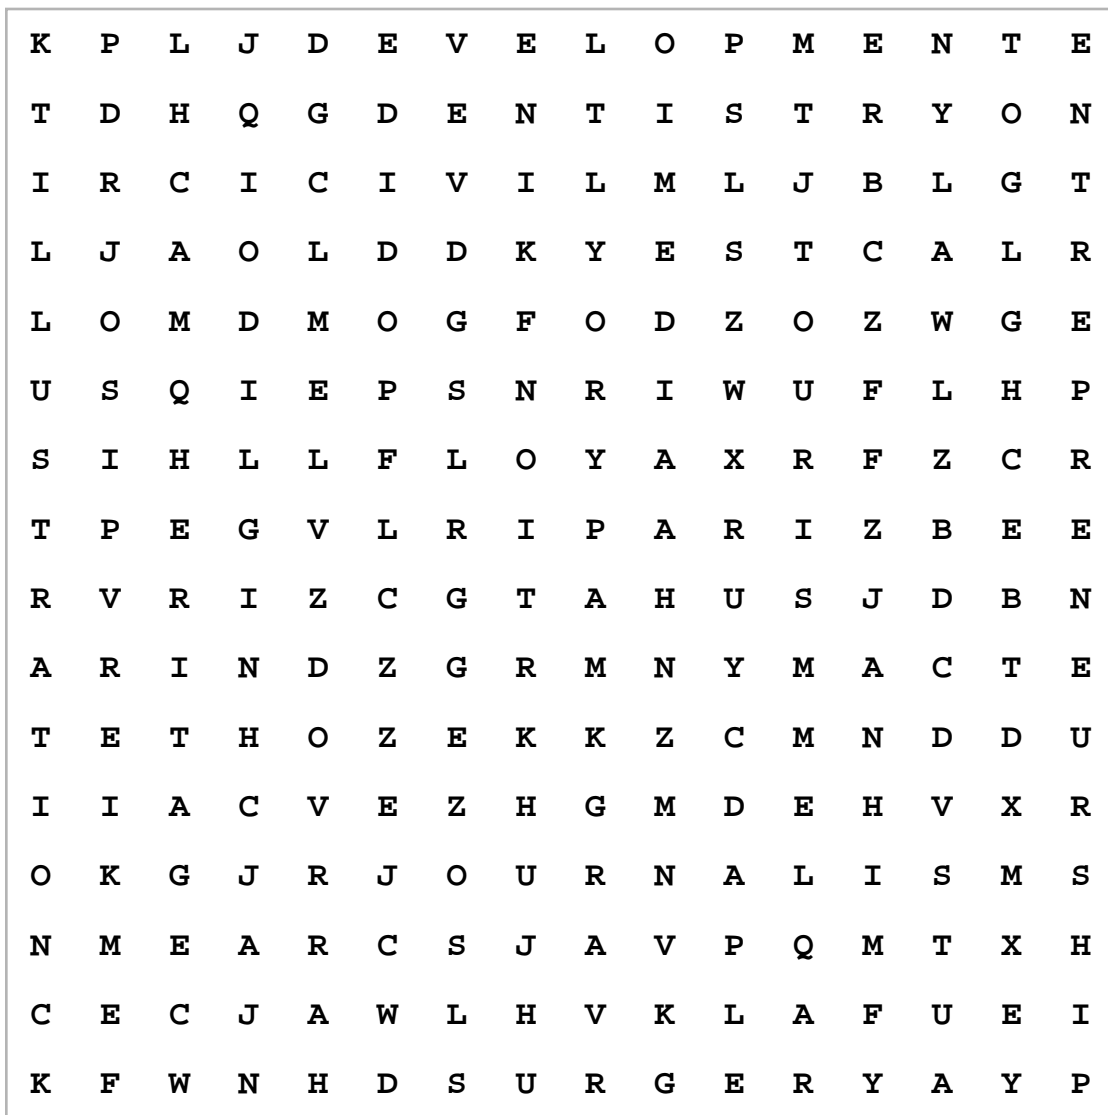 K P L J D E V E L O P M E N T E
T D H Q G D E N T I S T R Y O N
I R C I C I V I L M L J B L G T
L J A O L D D K Y E S T C A L R
L O M D M O G F O D Z O Z W G E
U S Q I E P S N R I W U F L H P
S I H L L F L O Y A X R F Z C R
T P E G V L R I P A R I Z B E E
R V R I Z C G T A H U S J D B N
A R I N D Z G R M N Y M A C T E
T E T H O Z E K K Z C M N D D U
I I A C V E Z H G M D E H V X R
O K G J R J O U R N A L I S M S
N M E A R C S J A V P Q M T X H
C E C J A W L H V K L A F U E I
K F W N H D S U R G E R Y A Y P